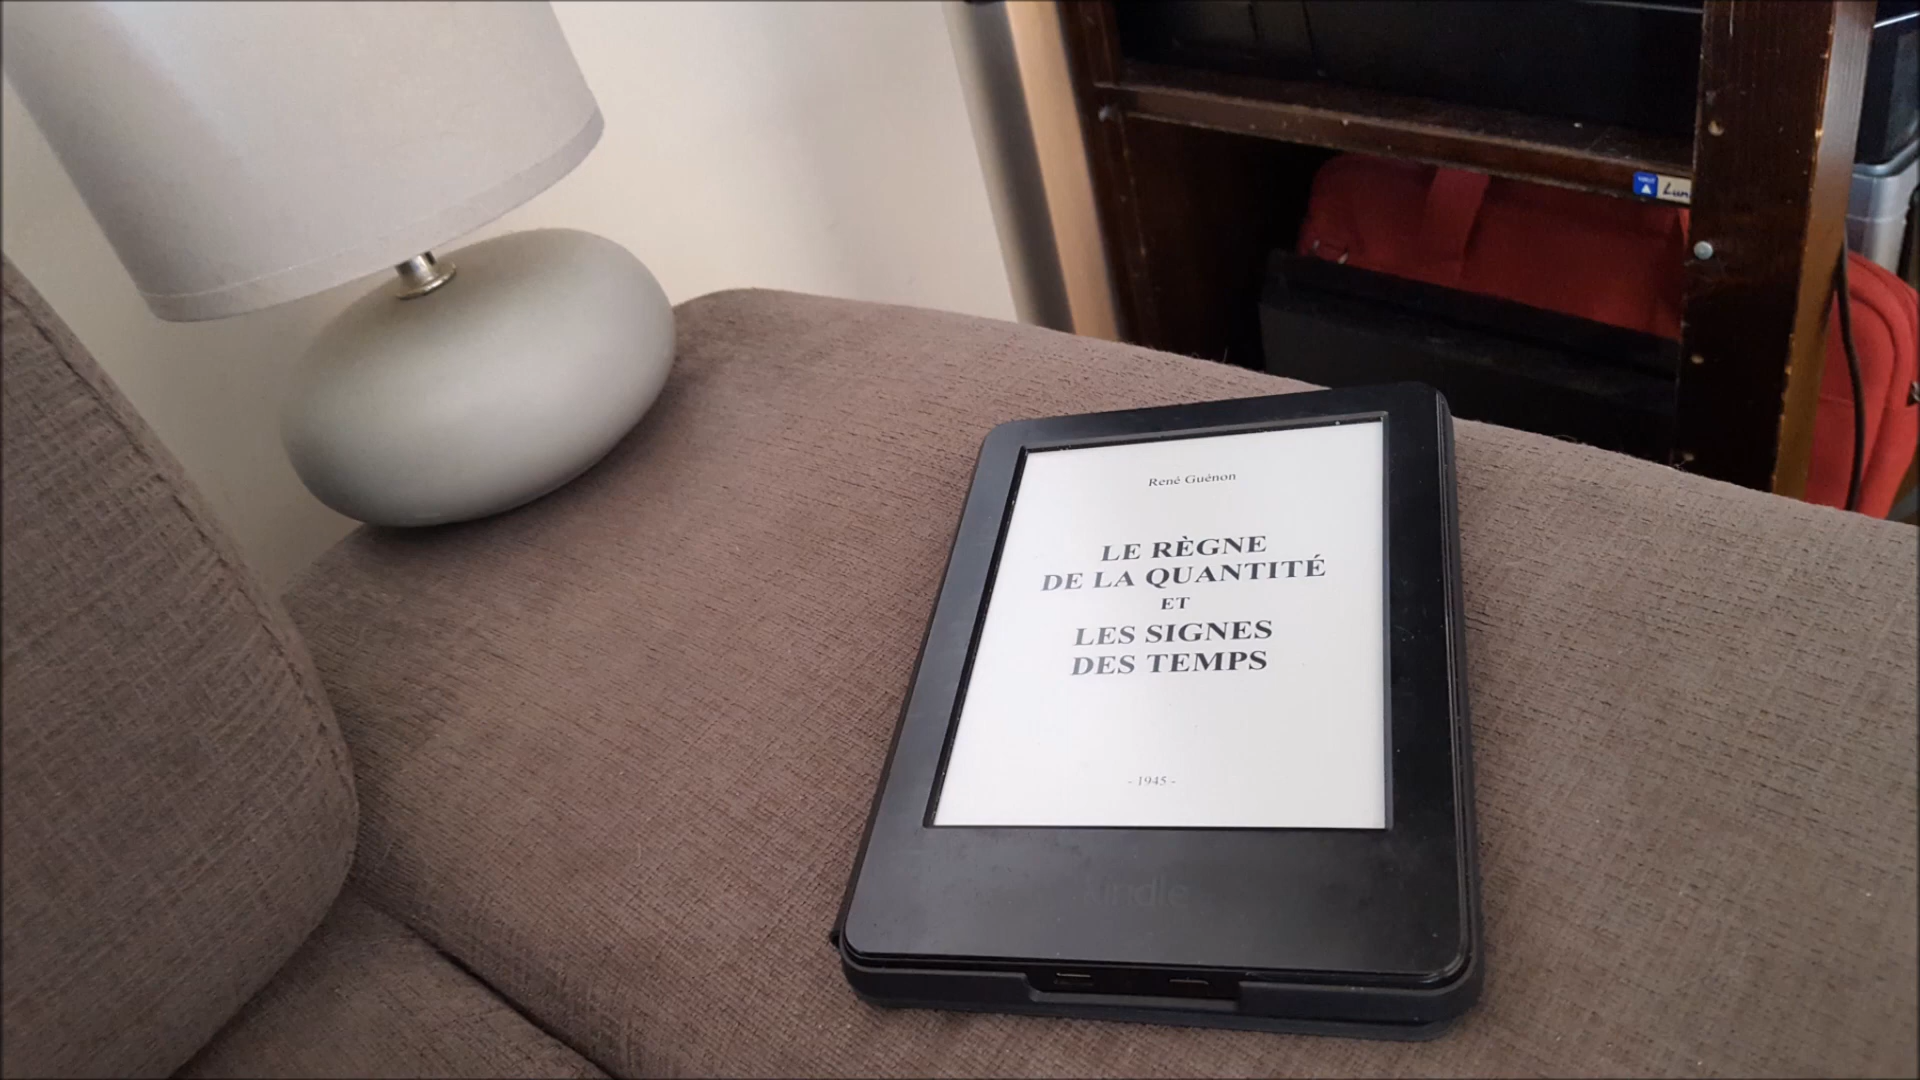 René Guénon
LE RÈGNE
DE LA QUANTITÉ
ET
LES SIGNES
DES TEMPS
- 1945 -
kindle